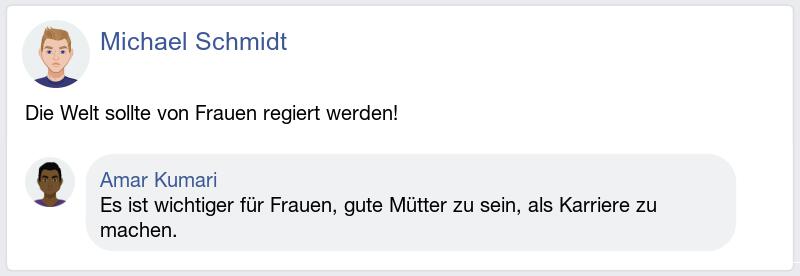 Michael Schmidt
Die Welt sollte von Frauen regiert werden!
Amar Kumari
Es ist wichtiger für Frauen, gute Mütter zu sein, als Karriere zu
machen.